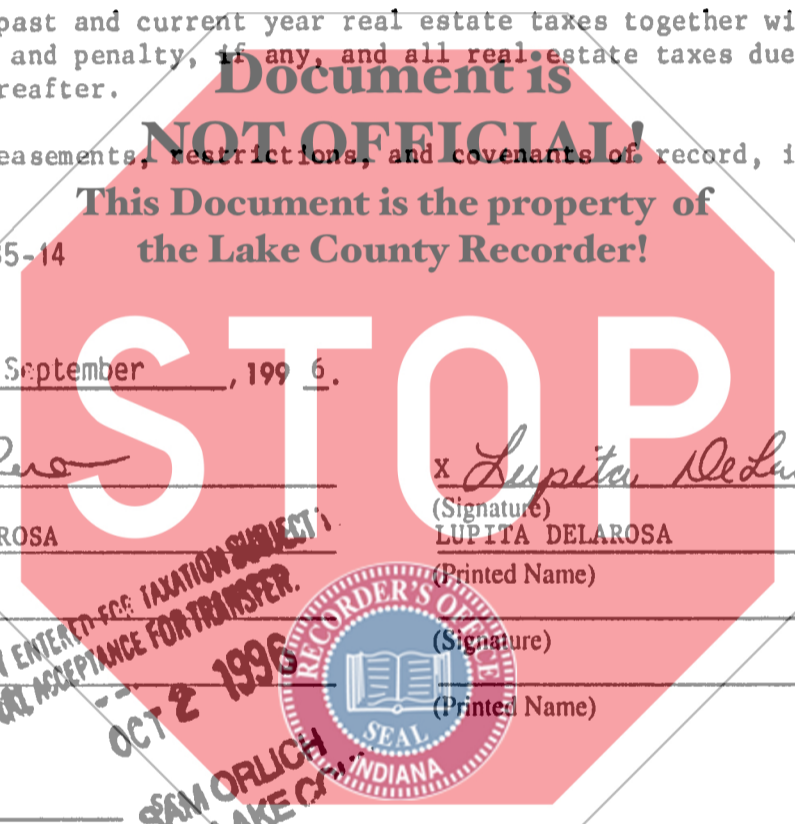 past and current year real estate taxes together wi
and penalty, if any, and all real estate taxes due
reafter.
Document is
NOT OFFICIAL!
easements, restrictions, and covenants of record, i
This Document is the property of
the Lake County Recorder!
5-14
STOP
September, 1996.
x Lupita DeLa
(Signature)
ROSA
LUPITA DELAROSA
(Printed Name)
(Signature)
(Printed Name)
ENTERED FOR TAXATION SUBJECT
ACCEPTANCE FOR TRANSFER.
OCT 2 1996
SAM ORLICH
LAKE
RECORDER'S OFFICE
SEAL
INDIANA